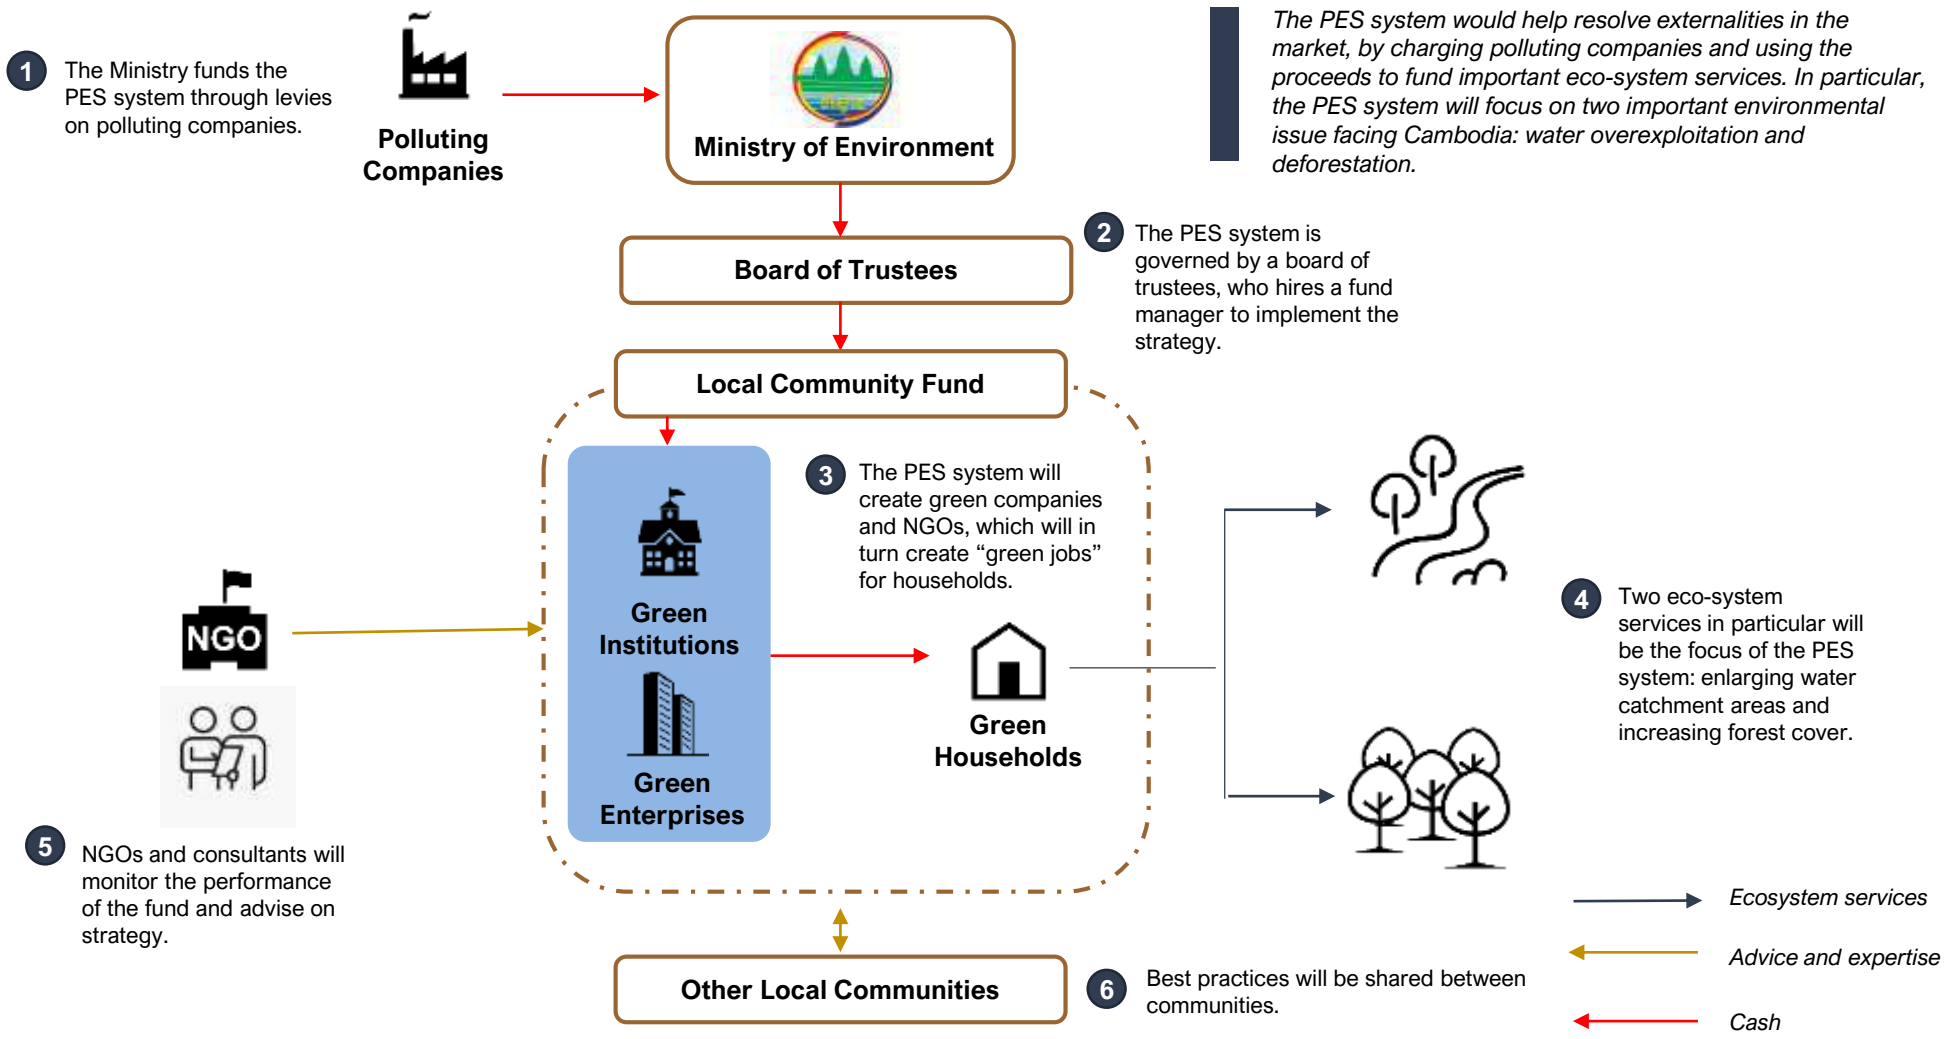 1
The Ministry funds the
PES system through levies
on polluting companies.
Polluting
Companies
Ministry of Environment
The PES system would help resolve externalities in the
market, by charging polluting companies and using the
proceeds to fund important eco-system services. In particular,
the PES system will focus on two important environmental
issue facing Cambodia: water overexploitation and
deforestation.
2
The PES system is
governed by a board of
trustees, who hires a fund
manager to implement the
strategy.
Board of Trustees
Local Community Fund
3
The PES system will
create green companies
and NGOs, which will in
turn create “green jobs”
for households.
Green
Institutions
Green
Enterprises
Green
Households
4
Two eco-system
services in particular will
be the focus of the PES
system: enlarging water
catchment areas and
increasing forest cover.
NGO
5
NGOs and consultants will
monitor the performance
of the fund and advise on
strategy.
Other Local Communities
6
Best practices will be shared between
communities.
Ecosystem services
Advice and expertise
Cash